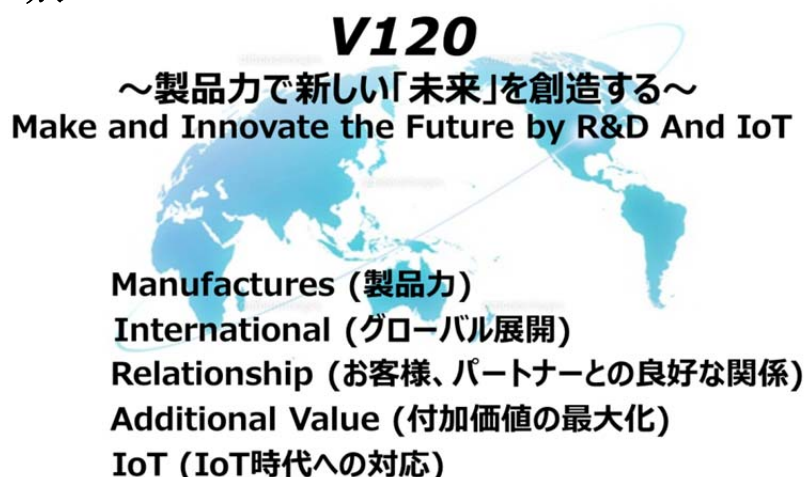 V120
～製品力で新しい「未来」を創造する～
Make and Innovate the Future by R&D And IoT
Manufactures (製品力)
International (グローバル展開)
Relationship (お客様、パートナーとの良好な関係)
Additional Value (付加価値の最大化)
IoT (IoT時代への対応)